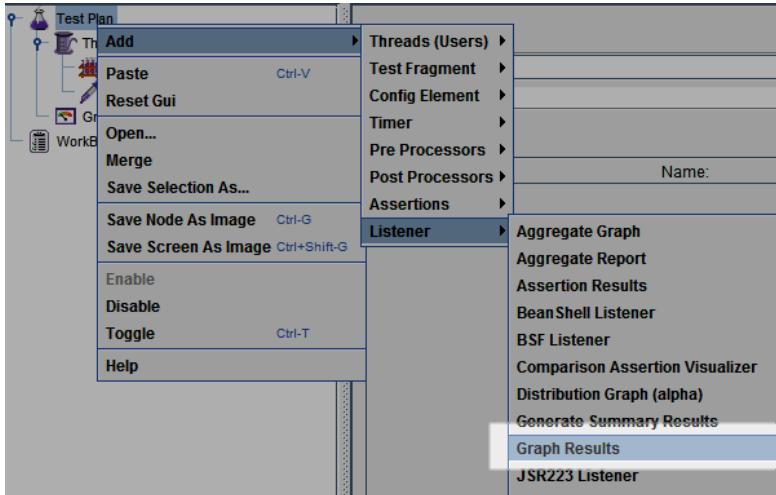 Test Plan
Th
Gr
WorkB
Add
Paste Ctrl-V
Reset Gui
Open...
Merge
Save Selection As...
Save Node As Image Ctrl-G
Save Screen As Image Ctrl+Shift-G
Enable
Disable
Toggle Ctrl-T
Help
Threads (Users)
Test Fragment
Config Element
Timer
Pre Processors
Post Processors
Assertions
Listener
Name:
Aggregate Graph
Aggregate Report
Assertion Results
BeanShell Listener
BSF Listener
Comparison Assertion Visualizer
Distribution Graph (alpha)
Generate Summary Results
Graph Results
JSR223 Listener